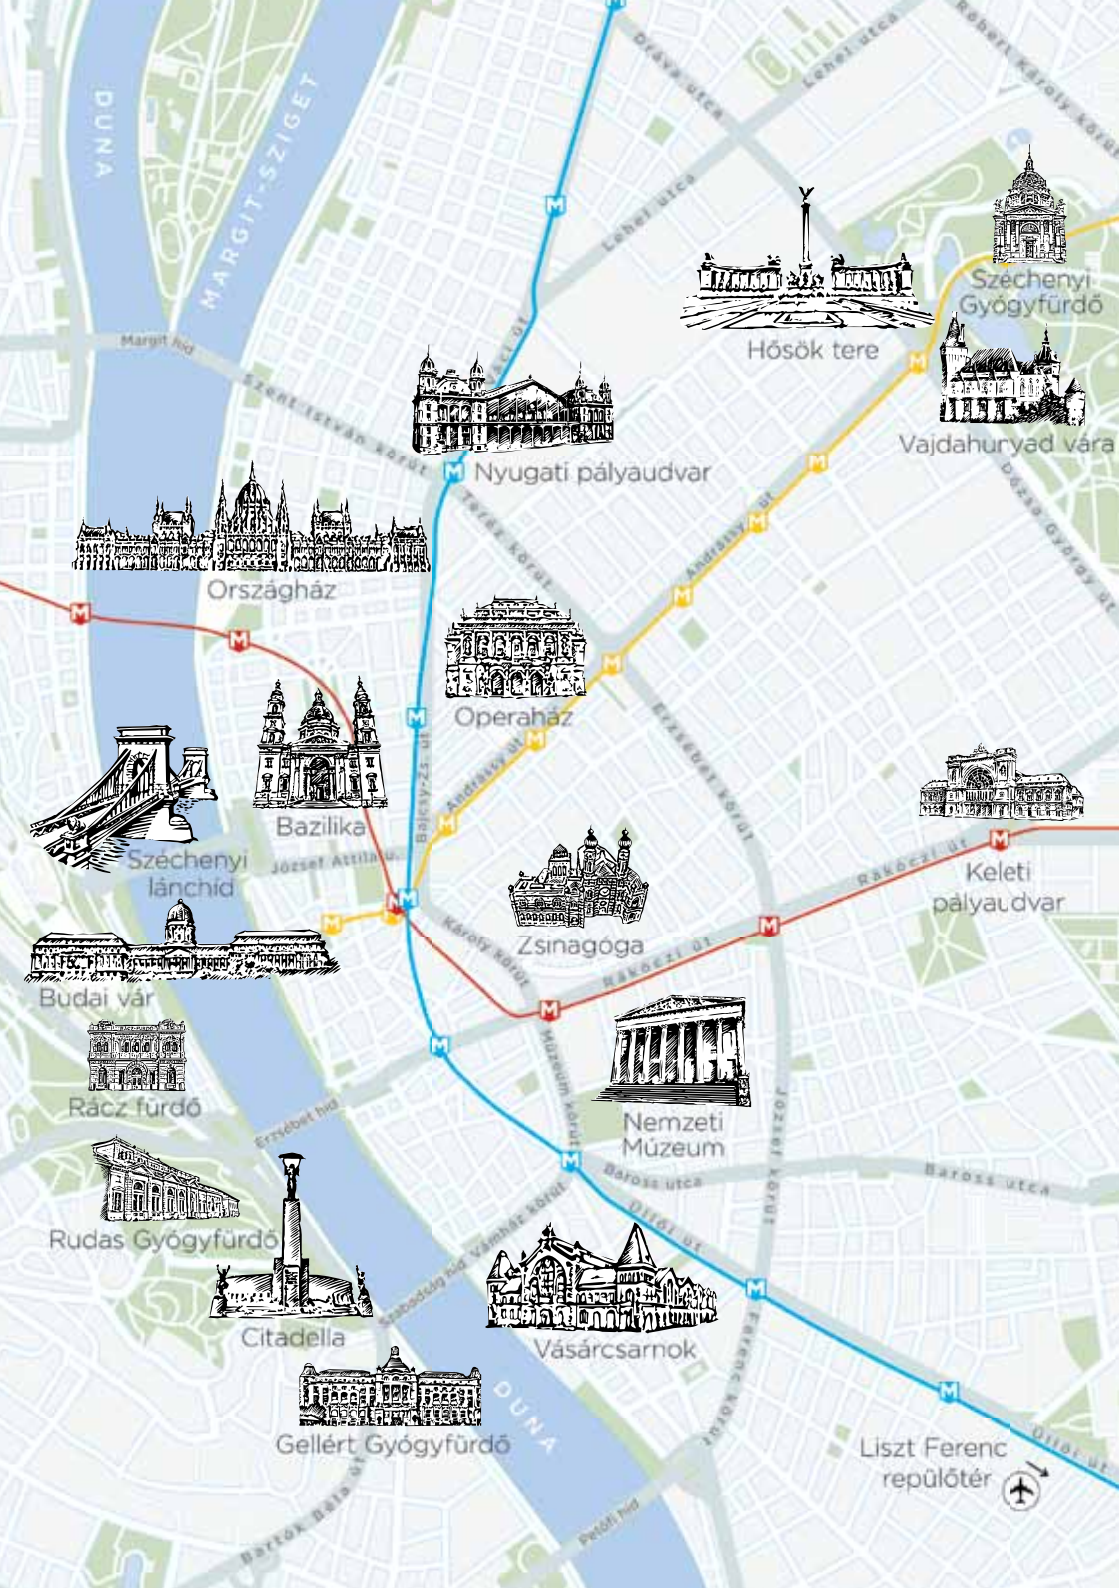 Dráva utca
Lehel utca
Róbert Károly körút
DUNA
MARGIT-SZIGET
M
M
Lehel utca
Széchenyi
Gyógyfürdő
Hősök tere
Margit híd
Váci út
M
Szent István körút
Vajdahunyad vára
M
Nyugati pályaudvar
M
Dózsa György út
Teréz körút
Andrássy út
M
Országház
M
M
M
M
Operaház
M
Erzsébet körút
M
Andrássy út
Bajcsy-Zs. út
M
Bazilika
József Attila u.
Széchenyi
lánchíd
Rákóczi út
M
Keleti
pályaudvar
M
M
M
M
Károly körút
Zsinagóga
Rákóczi út
M
Budai vár
M
M
Múzeum körút
Rácz fürdő
Erzsébet híd
Nemzeti
Múzeum
József körút
M
Baross utca
Baross utca
Rudas Gyógyfürdő
Vámház körút
Üllői út
Szabadság híd
M
Citadella
Vásárcsarnok
Ferenc körút
M
DUNA
Gellért Gyógyfürdő
Üllői út
Liszt Ferenc
repülőtér
Bartók Béla út
Petőfi híd